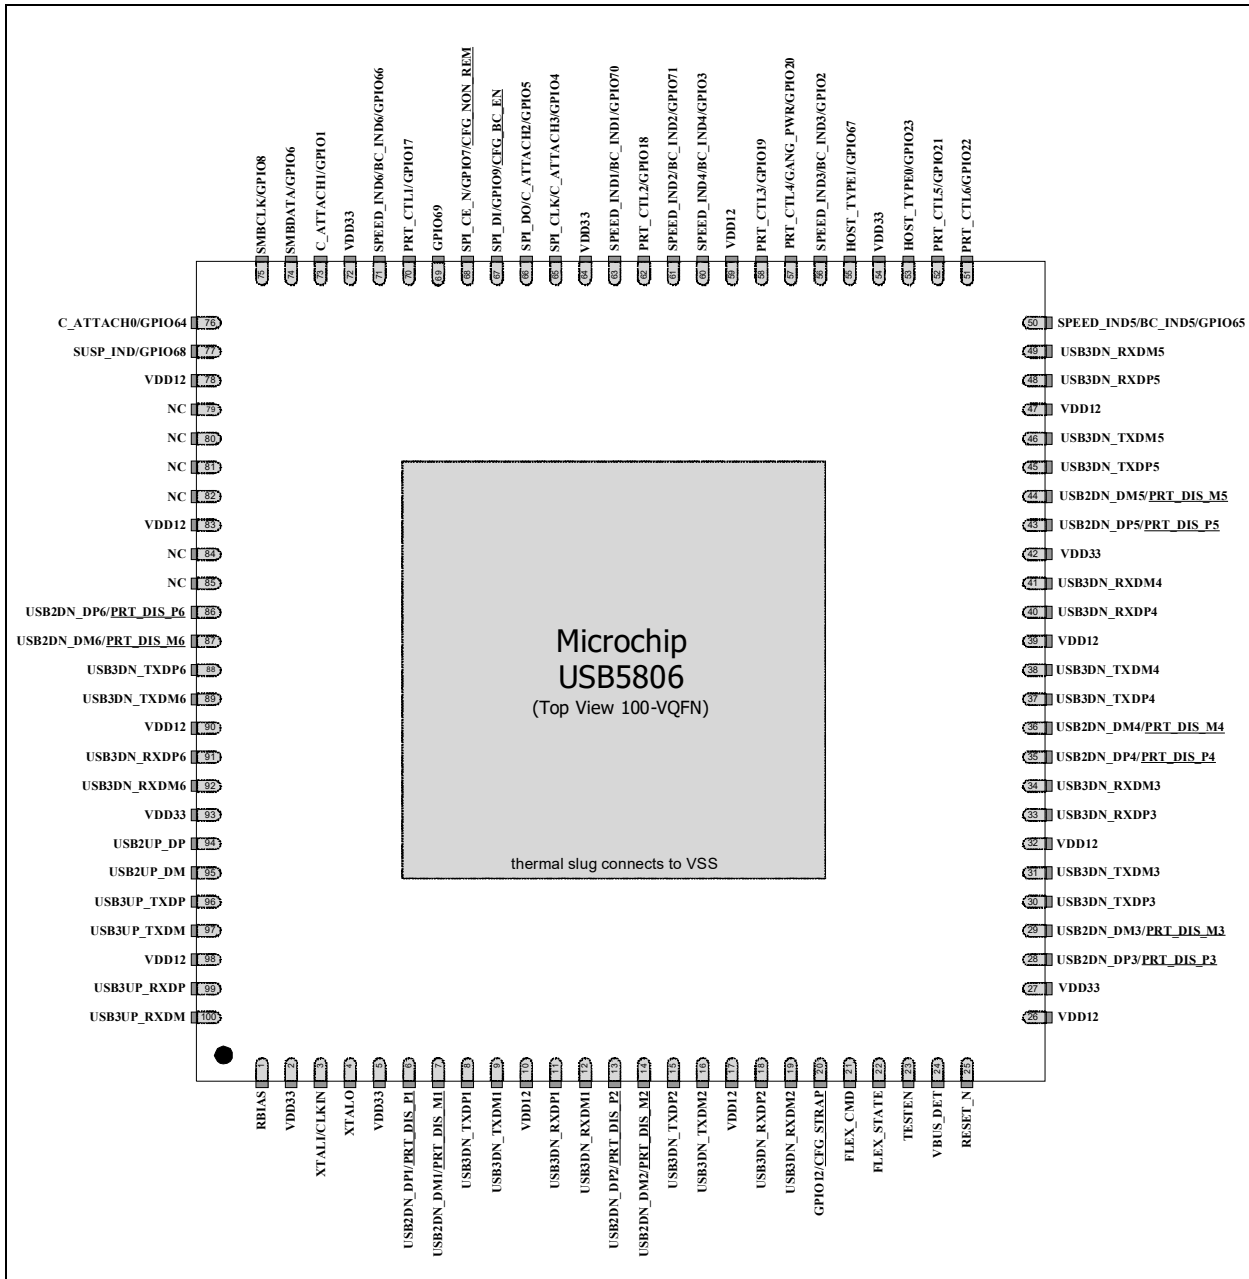 SMBCLK/GPIO8
SMBDATA/GPIO6
C_ATTACH1/GPIO1
VDD33
SPEED_IND6/BC_IND6/GPIO66
PRT_CTL1/GPIO17
GPIO69
SPI_CE_N/GPIO7/CFG_NON_REM
SPI_DI/GPIO9/CFG_BC_EN
SPI_DO/C_ATTACH2/GPIO5
SPI_CLK/C_ATTACH3/GPIO4
VDD33
SPEED_IND1/BC_IND1/GPIO70
PRT_CTL2/GPIO18
SPEED_IND2/BC_IND2/GPIO71
SPEED_IND4/BC_IND4/GPIO3
VDD12
PRT_CTL3/GPIO19
PRT_CTL4/GANG_PWR/GPIO20
SPEED_IND3/BC_IND3/GPIO2
HOST_TYPE1/GPIO67
VDD33
HOST_TYPE0/GPIO23
PRT_CTL5/GPIO21
PRT_CTL6/GPIO22
75
74
73
72
71
70
69
68
67
66
65
64
63
62
61
60
59
58
57
56
55
54
53
52
51
C_ATTACH0/GPIO64 76
SUSP_IND/GPIO68 77
VDD12 78
NC 79
NC 80
NC 81
NC 82
VDD12 83
NC 84
NC 85
USB2DN_DP6/PRT_DIS_P6 86
USB2DN_DM6/PRT_DIS_M6 87
USB3DN_TXDP6 88
USB3DN_TXDM6 89
VDD12 90
USB3DN_RXDP6 91
USB3DN_RXDM6 92
VDD33 93
USB2UP_DP 94
USB2UP_DM 95
USB3UP_TXDP 96
USB3UP_TXDM 97
VDD12 98
USB3UP_RXDP 99
USB3UP_RXDM 100
Microchip
USB5806
(Top View 100-VQFN)
thermal slug connects to VSS
50 SPEED_IND5/BC_IND5/GPIO65
49 USB3DN_RXDM5
48 USB3DN_RXDP5
47 VDD12
46 USB3DN_TXDM5
45 USB3DN_TXDP5
44 USB2DN_DM5/PRT_DIS_M5
43 USB2DN_DP5/PRT_DIS_P5
42 VDD33
41 USB3DN_RXDM4
40 USB3DN_RXDP4
39 VDD12
38 USB3DN_TXDM4
37 USB3DN_TXDP4
36 USB2DN_DM4/PRT_DIS_M4
35 USB2DN_DP4/PRT_DIS_P4
34 USB3DN_RXDM3
33 USB3DN_RXDP3
32 VDD12
31 USB3DN_TXDM3
30 USB3DN_TXDP3
29 USB2DN_DM3/PRT_DIS_M3
28 USB2DN_DP3/PRT_DIS_P3
27 VDD33
26 VDD12
1
2
3
4
5
6
7
8
9
10
11
12
13
14
15
16
17
18
19
20
21
22
23
24
25
RBIAS
VDD33
XTALI/CLKIN
XTALO
VDD33
USB2DN_DP1/PRT_DIS_P1
USB2DN_DM1/PRT_DIS_M1
USB3DN_TXDP1
USB3DN_TXDM1
VDD12
USB3DN_RXDP1
USB3DN_RXDM1
USB2DN_DP2/PRT_DIS_P2
USB2DN_DM2/PRT_DIS_M2
USB3DN_TXDP2
USB3DN_TXDM2
VDD12
USB3DN_RXDP2
USB3DN_RXDM2
GPIO12/CFG_STRAP
FLEX_CMD
FLEX_STATE
TESTEN
VBUS_DET
RESET_N